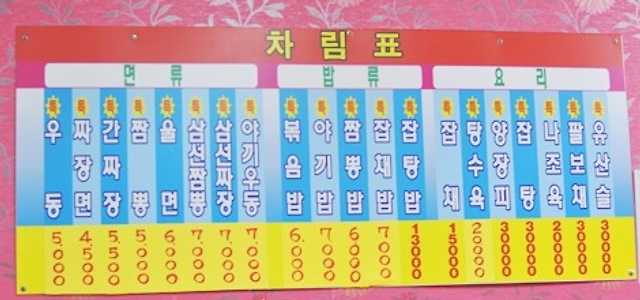 차림표
면류 밥류 요리
특 우동 5.000
특 짜장면 4.500
특 간짜장 5.500
특 짬뽕 5.000
특 울면 6.000
특 삼선짬뽕 7.000
특 삼선짜장 7.000
특 야끼우동 7.000
특 볶음밥 6.000
특 야끼밥 7.000
특 짬뽕밥 6.000
특 잡채밥 7.000
특 잡탕밥 13000
특 잡채 15000
특 탕수육
특 양장피 30000
특 잡탕 30000
특 나조육 20000
특 팔보채 30000
특 유산슬 30000